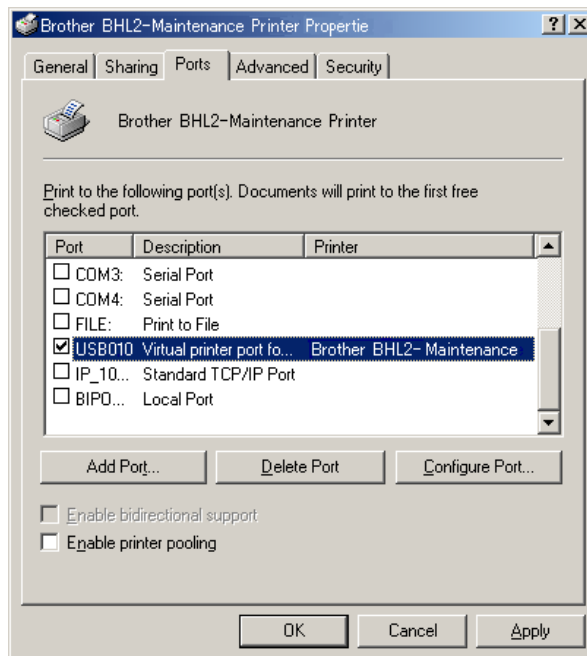 Brother BHL2-Maintenance Printer Propertie
General Sharing Ports Advanced Security
Brother BHL2-Maintenance Printer
Print to the following port(s). Documents will print to the first free
checked port.
Port Description Printer
COM3: Serial Port
COM4: Serial Port
FILE: Print to File
USB010 Virtual printer port fo... Brother BHL2- Maintenance
IP_10... Standard TCP/IP Port
BIPO... Local Port
Add Port... Delete Port Configure Port...
Enable bidirectional support
Enable printer pooling
OK Cancel Apply